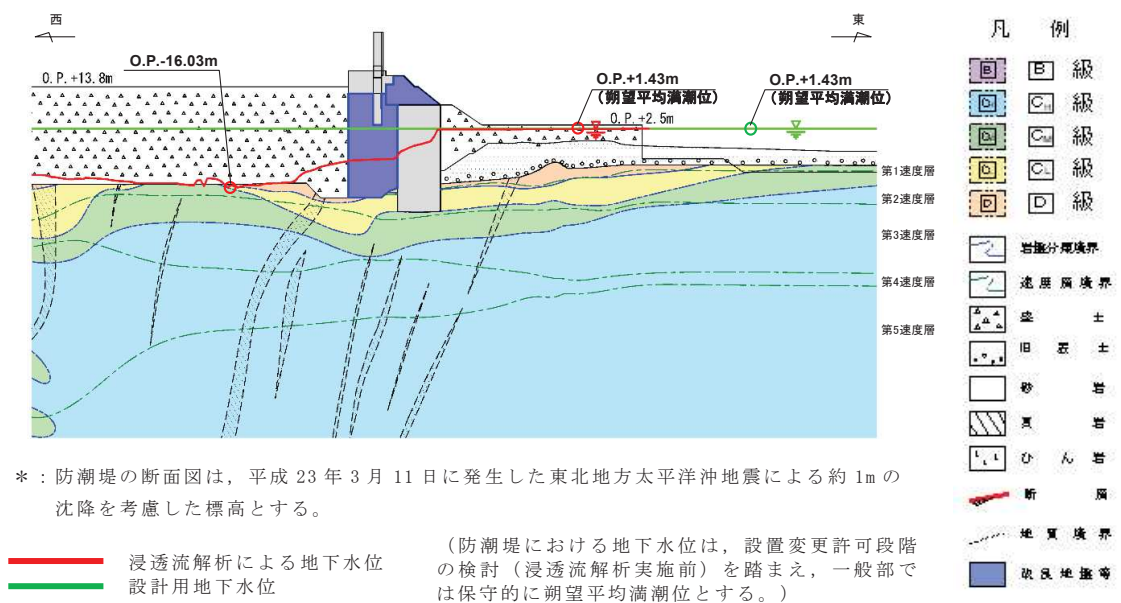 西
東
O.P.-16.03m
O.P.+13.8m
O.P.+1.43m
(朔望平均満潮位)
O.P.+1.43m
(朔望平均満潮位)
O.P.+2.5m
第1速度層
第2速度層
第3速度層
第4速度層
第5速度層
凡 例
B B 級
CH 級
CM 級
CL 級
D D 級
岩盤分類境界
速度層境界
盛 土
旧 表 土
砂 岩
頁 岩
ひ ん 岩
断 層
地 質 境 界
改 良 地 盤 等
*:防潮堤の断面図は,平成 23 年 3 月 11 日に発生した東北地方太平洋沖地震による約 1m の
沈降を考慮した標高とする。
浸透流解析による地下水位
設計用地下水位
(防潮堤における地下水位は,設置変更許可段階
の検討(浸透流解析実施前)を踏まえ,一般部で
は保守的に朔望平均満潮位とする。)